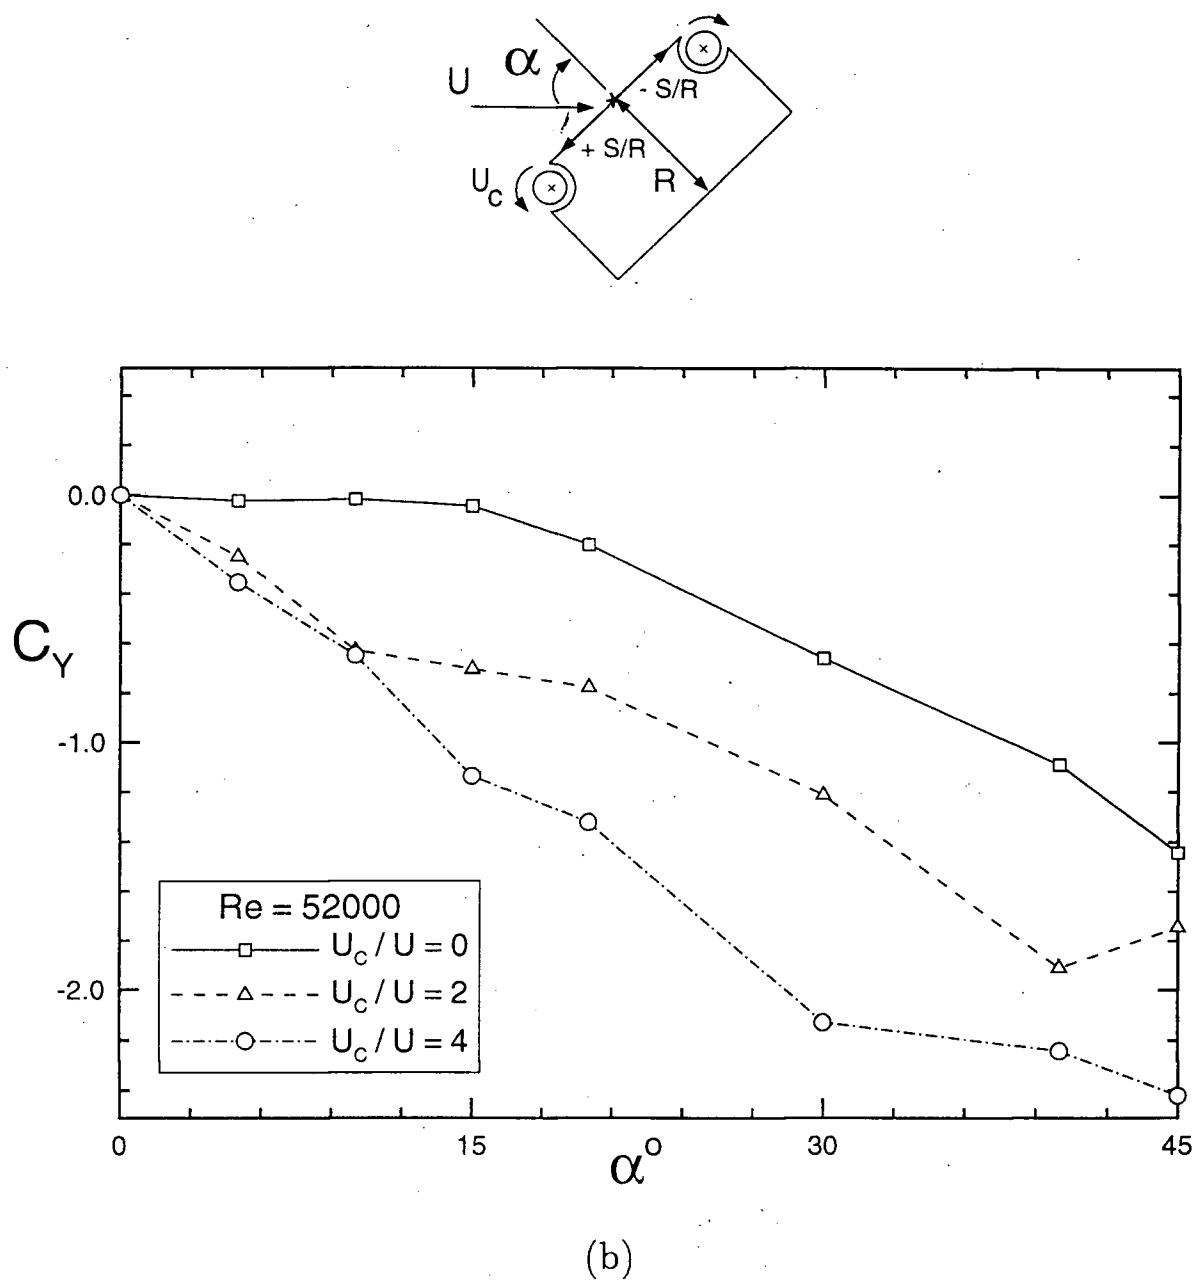 α
U
- S/R
+ S/R
U_C
R
0.0
C_Y
-1.0
-2.0
Re = 52000
U_C / U = 0
U_C / U = 2
U_C / U = 4
0 15 30 45
α°
(b)